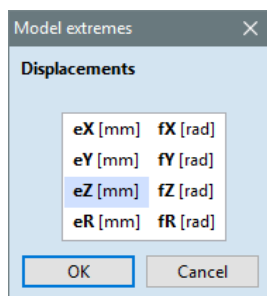 Model extremes
Displacements
eX [mm] fX [rad]
eY [mm] fY [rad]
eZ [mm] fZ [rad]
eR [mm] fR [rad]
OK Cancel